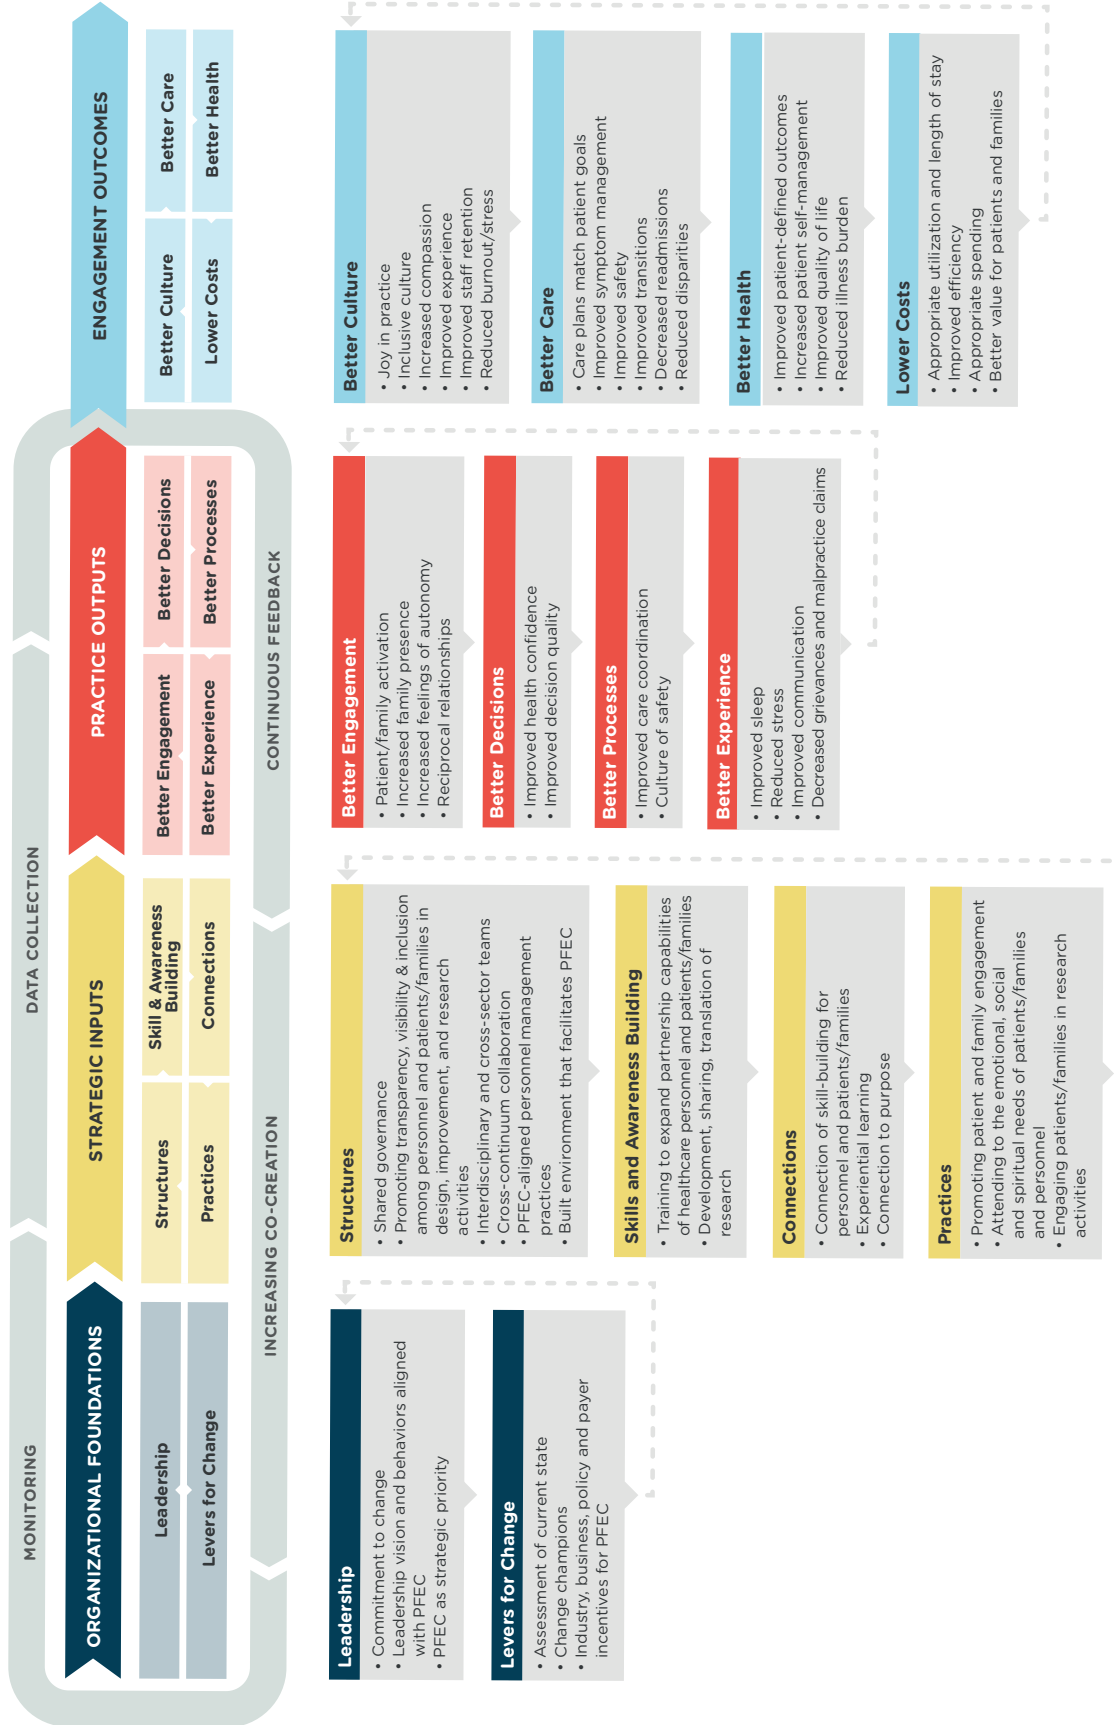 MONITORING
DATA COLLECTION
ORGANIZATIONAL FOUNDATIONS
STRATEGIC INPUTS
PRACTICE OUTPUTS
ENGAGEMENT OUTCOMES
Leadership
Levers for Change
Structures
Skill & Awareness
Building
Practices
Connections
Better Engagement
Better Decisions
Better Experience
Better Processes
Better Culture
Better Care
Lower Costs
Better Health
INCREASING CO-CREATION
CONTINUOUS FEEDBACK
Leadership
• Commitment to change
• Leadership vision and behaviors aligned
with PFEC
• PFEC as strategic priority
Levers for Change
• Assessment of current state
• Change champions
• Industry, business, policy and payer
incentives for PFEC
Structures
• Shared governance
• Promoting transparency, visibility & inclusion
among personnel and patients/families in
design, improvement, and research
activities
• Interdisciplinary and cross-sector teams
• Cross-continuum collaboration
• PFEC-aligned personnel management
practices
• Built environment that facilitates PFEC
Skills and Awareness Building
• Training to expand partnership capabilities
of healthcare personnel and patients/families
• Development, sharing, translation of
research
Connections
• Connection of skill-building for
personnel and patients/families
• Experiential learning
• Connection to purpose
Practices
• Promoting patient and family engagement
• Attending to the emotional, social
and spiritual needs of patients/families
and personnel
• Engaging patients/families in research
activities
Better Engagement
• Patient/family activation
• Increased family presence
• Increased feelings of autonomy
• Reciprocal relationships
Better Decisions
• Improved health confidence
• Improved decision quality
Better Processes
• Improved care coordination
• Culture of safety
Better Experience
• Improved sleep
• Reduced stress
• Improved communication
• Decreased grievances and malpractice claims
Better Culture
• Joy in practice
• Inclusive culture
• Increased compassion
• Improved experience
• Improved staff retention
• Reduced burnout/stress
Better Care
• Care plans match patient goals
• Improved symptom management
• Improved safety
• Improved transitions
• Decreased readmissions
• Reduced disparities
Better Health
• Improved patient-defined outcomes
• Increased patient self-management
• Improved quality of life
• Reduced illness burden
Lower Costs
• Appropriate utilization and length of stay
• Improved efficiency
• Appropriate spending
• Better value for patients and families